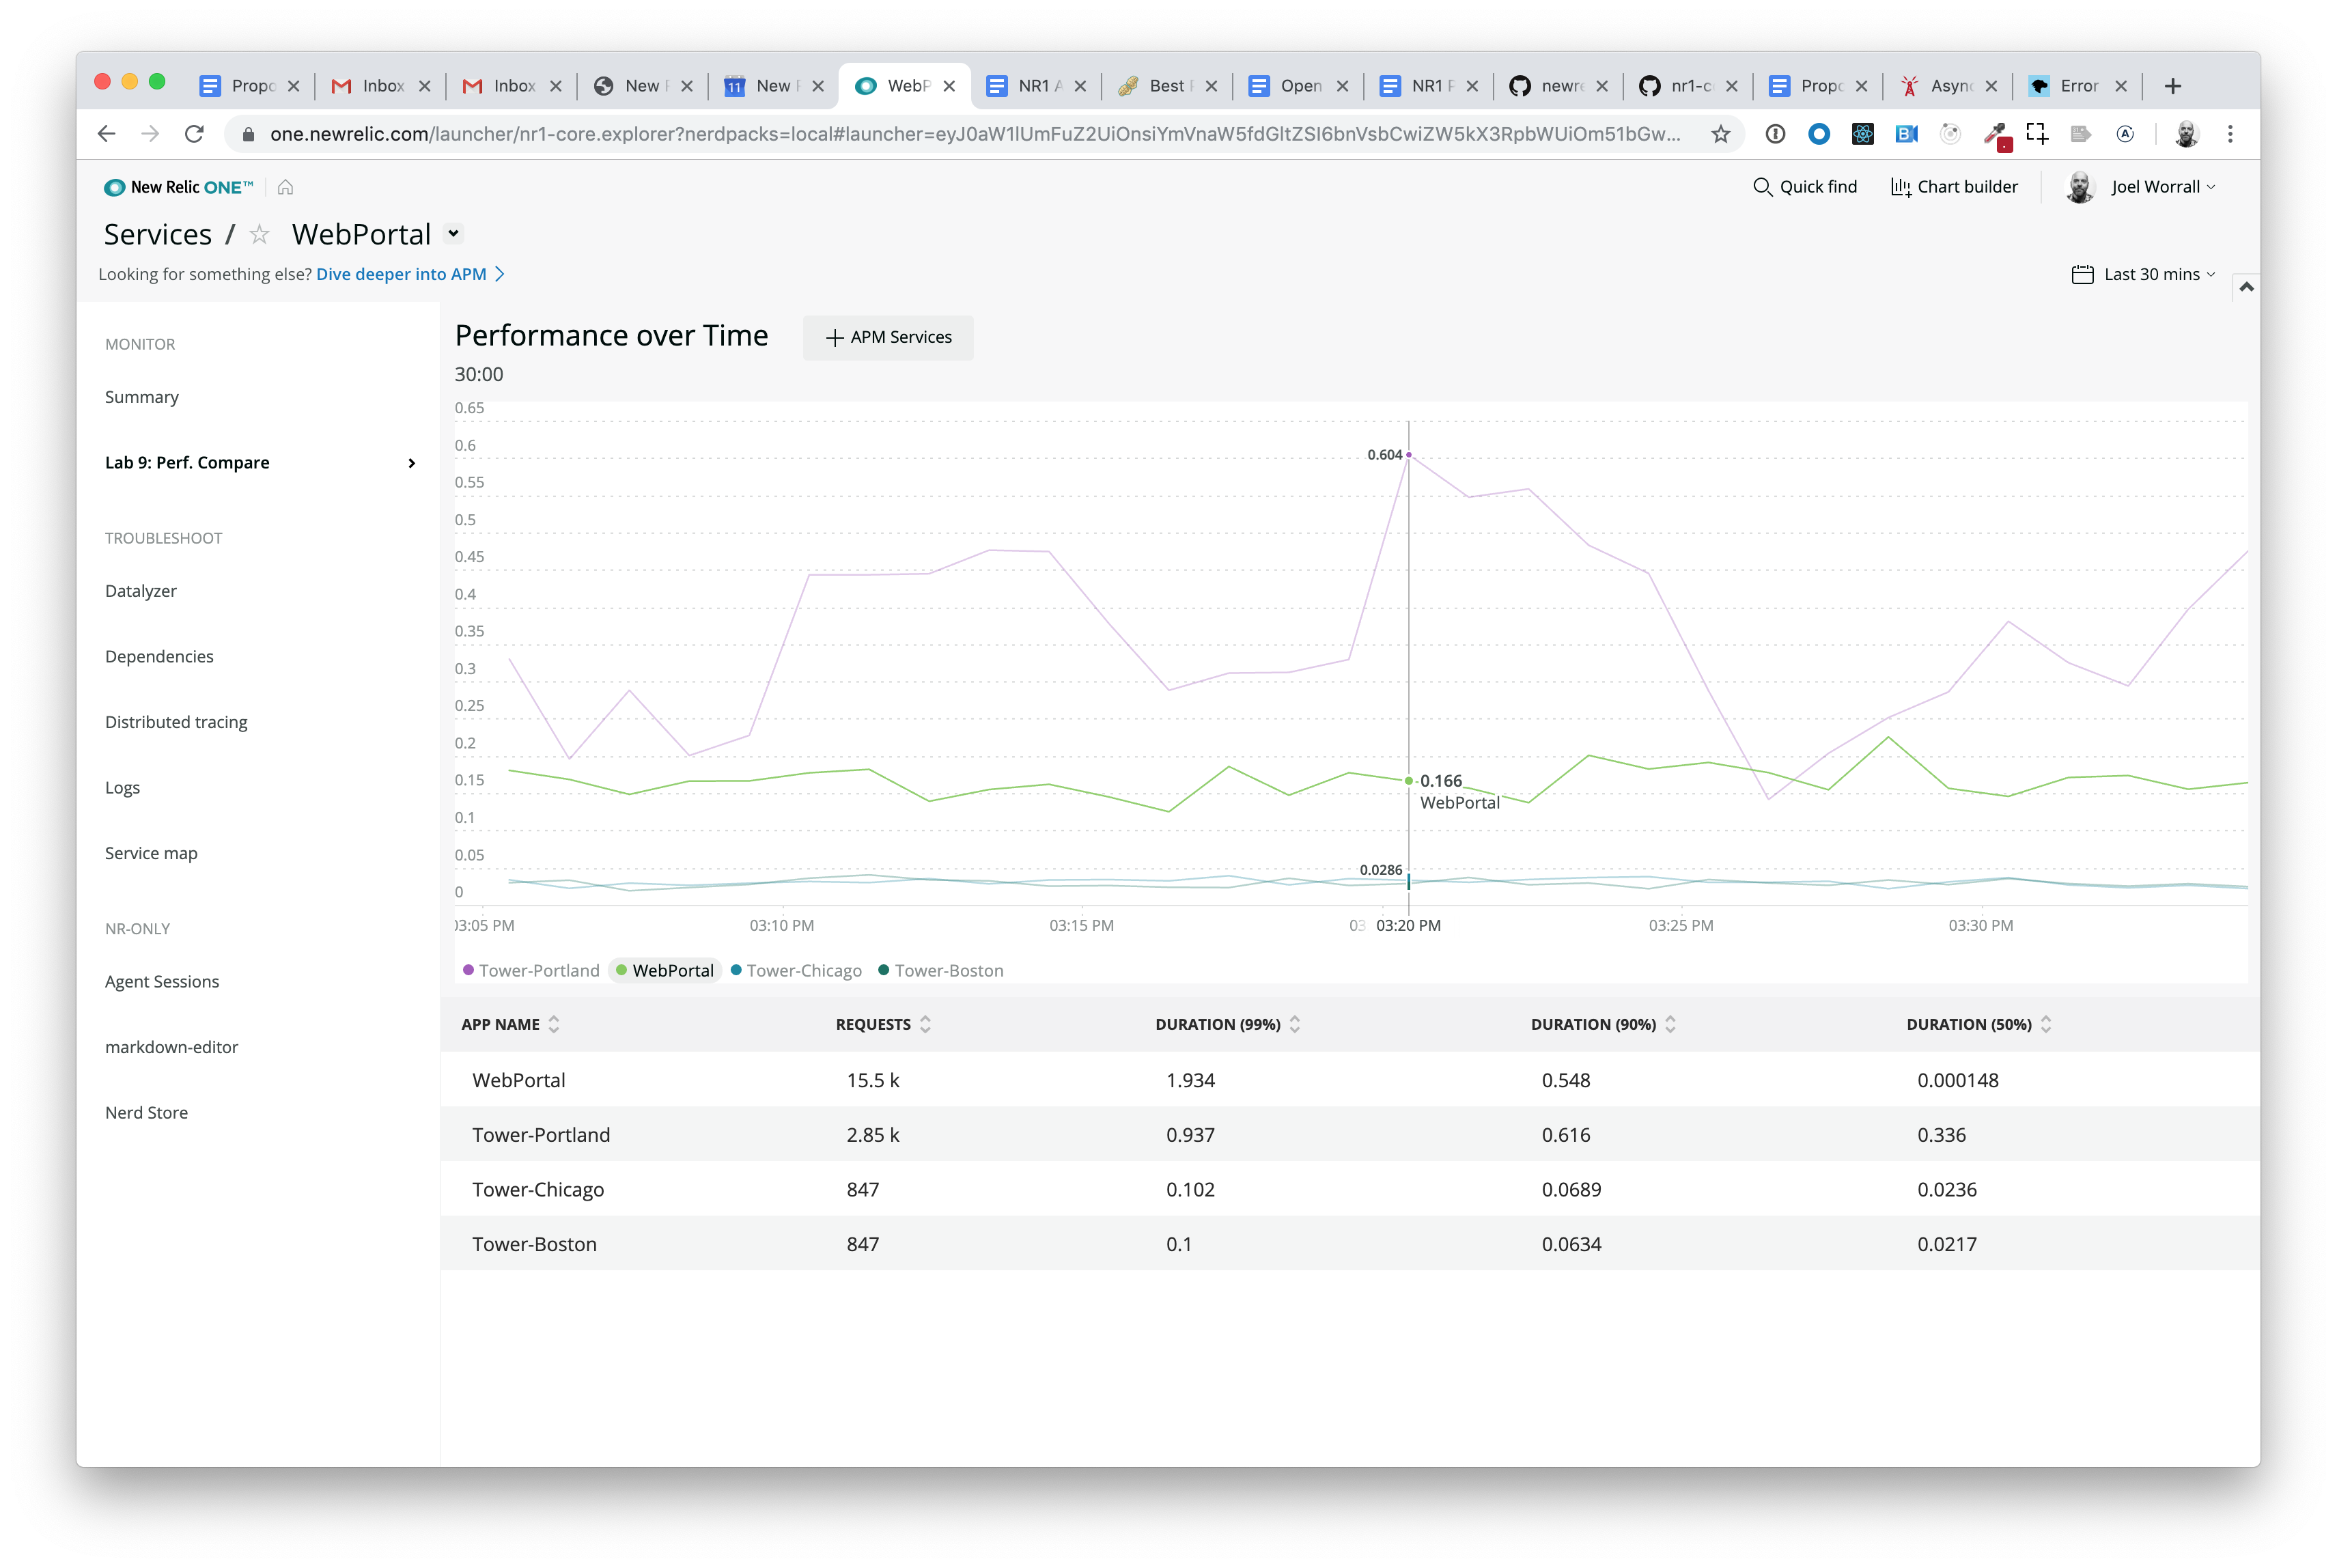 Propo Inbox Inbox New New WebP NR1 A Best Open NR1 newre nr1-c Propo Async Error
one.newrelic.com/launcher/nr1-core.explorer?nerdpacks=local#launcher=eyJ0aW1lUmFuZ2UiOnsiYmVnaW5fdGltZSI6bnVsbCwiZW5kX3RpbWUiOm51bGw...
New Relic ONE™
Quick find
Chart builder
Joel Worrall
Services / WebPortal
Looking for something else? Dive deeper into APM
Last 30 mins
MONITOR
Summary
Lab 9: Perf. Compare
TROUBLESHOOT
Datalyzer
Dependencies
Distributed tracing
Logs
Service map
NR-ONLY
Agent Sessions
markdown-editor
Nerd Store
Performance over Time
+ APM Services
30:00
0.65
0.6
0.55
0.5
0.45
0.4
0.35
0.3
0.25
0.2
0.15
0.1
0.05
0
0.604
0.166
WebPortal
0.0286
03:05 PM 03:10 PM 03:15 PM 03:20 PM 03:25 PM 03:30 PM
Tower-Portland WebPortal Tower-Chicago Tower-Boston
APP NAME REQUESTS DURATION (99%) DURATION (90%) DURATION (50%)
WebPortal 15.5 k 1.934 0.548 0.000148
Tower-Portland 2.85 k 0.937 0.616 0.336
Tower-Chicago 847 0.102 0.0689 0.0236
Tower-Boston 847 0.1 0.0634 0.0217